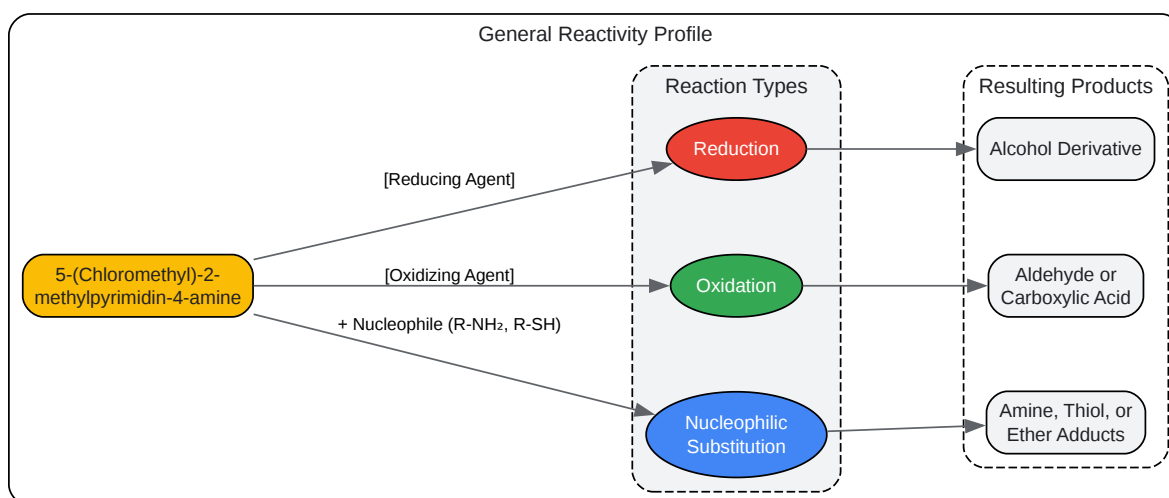 General Reactivity Profile
Reaction Types
Resulting Products
Reduction
Alcohol Derivative
[Reducing Agent]
5-(Chloromethyl)-2-
methylpyrimidin-4-amine
[Oxidizing Agent]
Oxidation
Aldehyde or
Carboxylic Acid
+ Nucleophile (R-NH₂, R-SH)
Nucleophilic
Substitution
Amine, Thiol, or
Ether Adducts